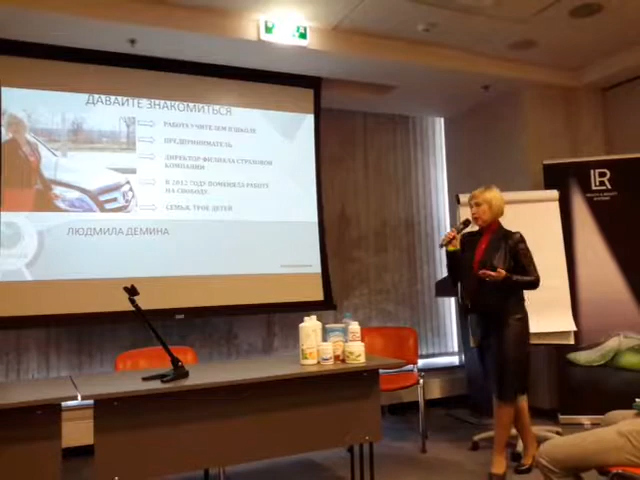 ДАВАЙТЕ ЗНАКОМИТЬСЯ
РАБОТА УЧИТЕЛЕМ В ШКОЛЕ
ПРЕДПРИНИМАТЕЛЬ
ДИРЕКТОР ФИЛИАЛА СТРАХОВОЙ
КОМПАНИИ
В 2012 ГОДУ ПОМЕНЯЛА РАБОТУ
НА СВОБОДУ
СЕМЬЯ, ТРОЕ ДЕТЕЙ
ЛЮДМИЛА ДЕМИНА
LR